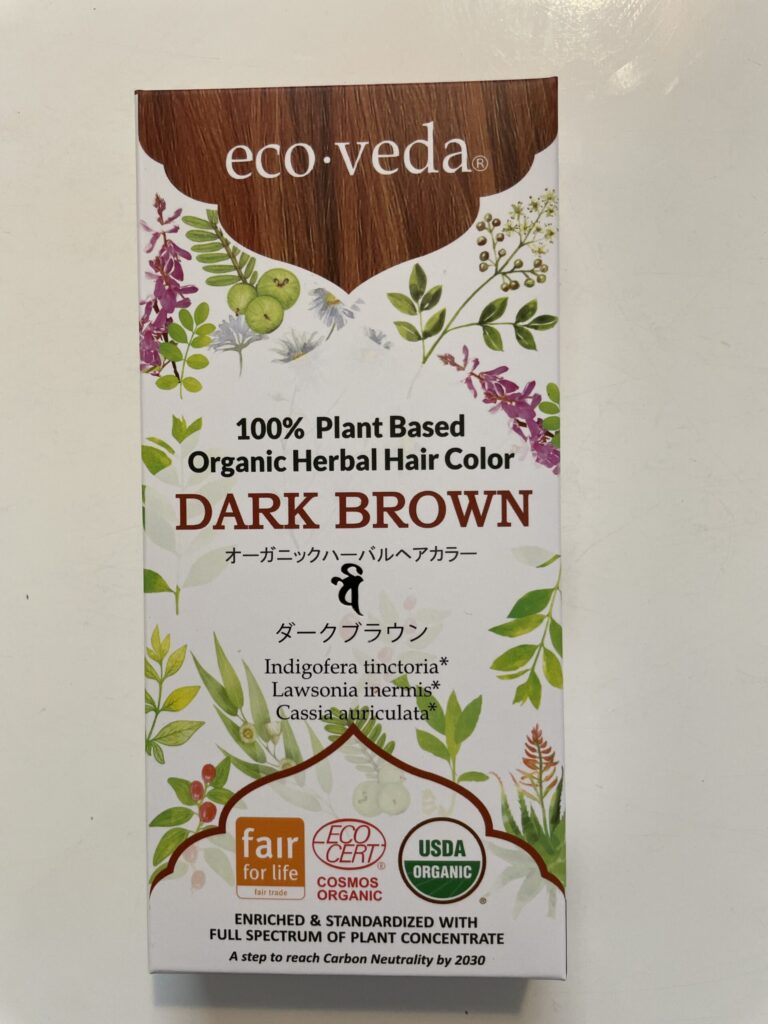 eco·veda®
100% Plant Based
Organic Herbal Hair Color
DARK BROWN
オーガニックハーバルヘアカラー
ダークブラウン
Indigofera tinctoria*
Lawsonia inermis*
Cassia auriculata*
fair
for life
fair trade
ECO
CERT®
COSMOS
ORGANIC
USDA
ORGANIC
®
ENRICHED & STANDARDIZED WITH
FULL SPECTRUM OF PLANT CONCENTRATE
A step to reach Carbon Neutrality by 2030